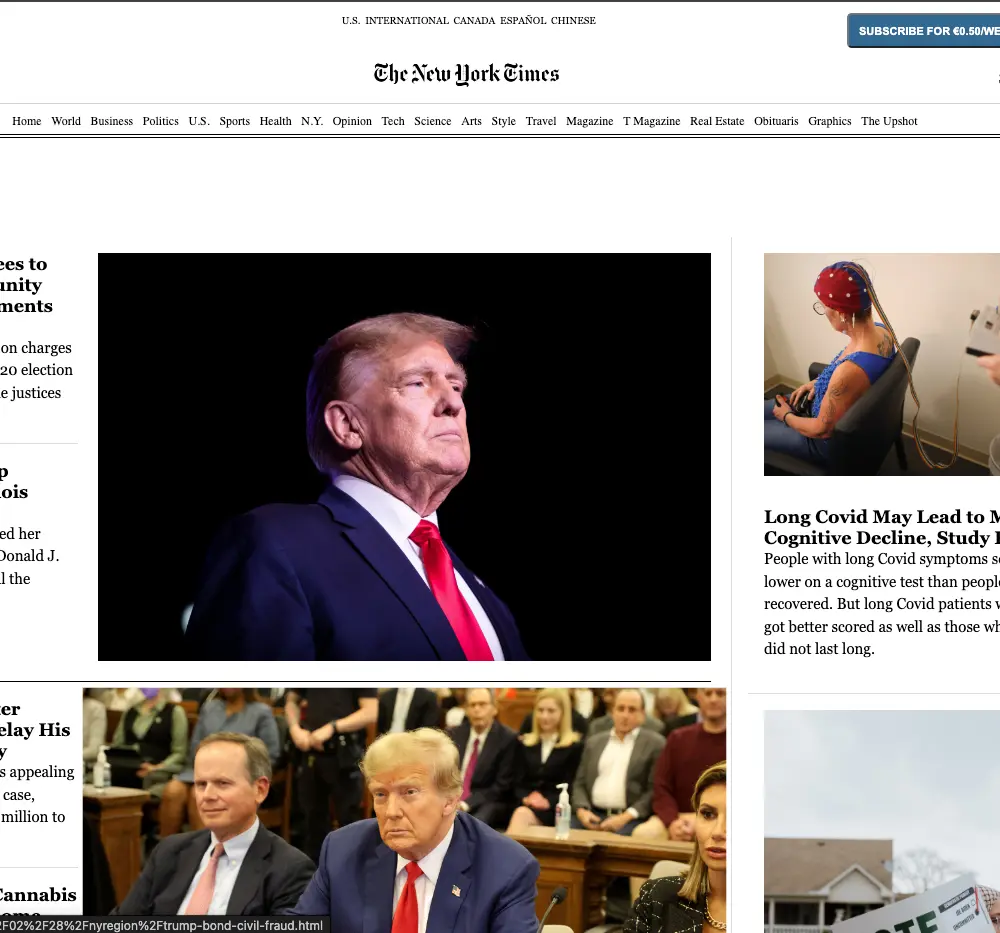 U.S. INTERNATIONAL CANADA ESPAÑOL CHINESE
SUBSCRIBE FOR €0.50/WE
The New York Times
Home World Business Politics U.S. Sports Health N.Y. Opinion Tech Science Arts Style Travel Magazine T Magazine Real Estate Obituaris Graphics The Upshot
ees to
unity
ments
on charges
20 election
e justices
p
ois
ed her
Donald J.
l the
er
elay His
y
s appealing
case,
million to
Cannabis
2F02%2F28%2Fnyregion%2Ftrump-bond-civil-fraud.html
Long Covid May Lead to M
Cognitive Decline, Study
People with long Covid symptoms s
lower on a cognitive test than people
recovered. But long Covid patients w
got better scored as well as those wh
did not last long.
OTE